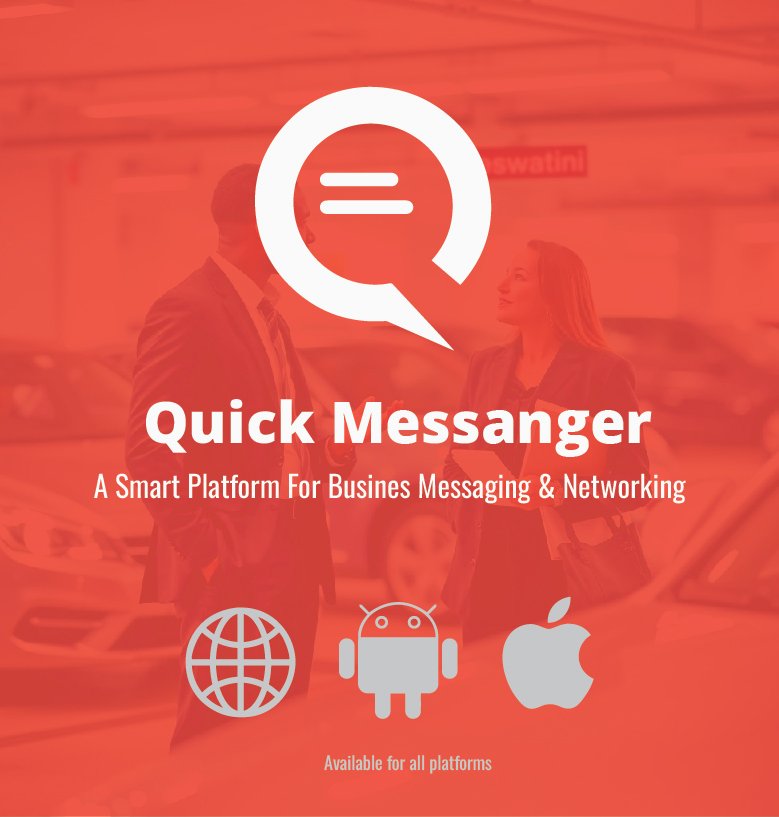 eswatini
Quick Messanger
A Smart Platform For Busines Messaging & Networking
Available for all platforms